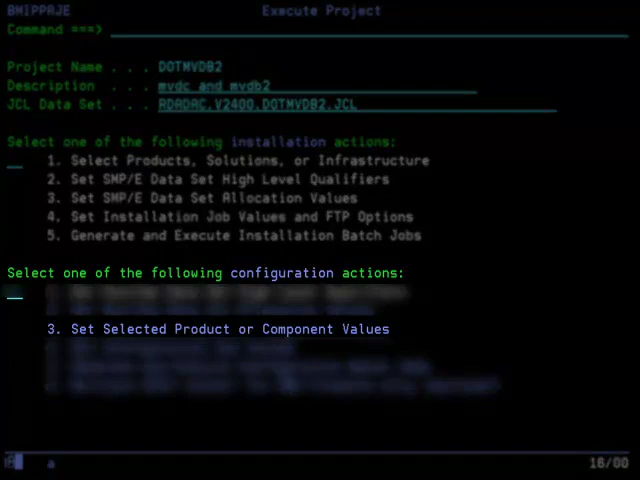 BMIPPAJE Execute Project
Command ===>
Project Name . . . DOTMVDB2
Description . . . mvdc and mvdb2
JCL Data Set . . . RDADAC.V2400.DOTMVDB2.JCL
Select one of the following installation actions:
1. Select Products, Solutions, or Infrastructure
2. Set SMP/E Data Set High Level Qualifiers
3. Set SMP/E Data Set Allocation Values
4. Set Installation Job Values and FTP Options
5. Generate and Execute Installation Batch Jobs
Select one of the following configuration actions:
3. Set Selected Product or Component Values
a 16/00